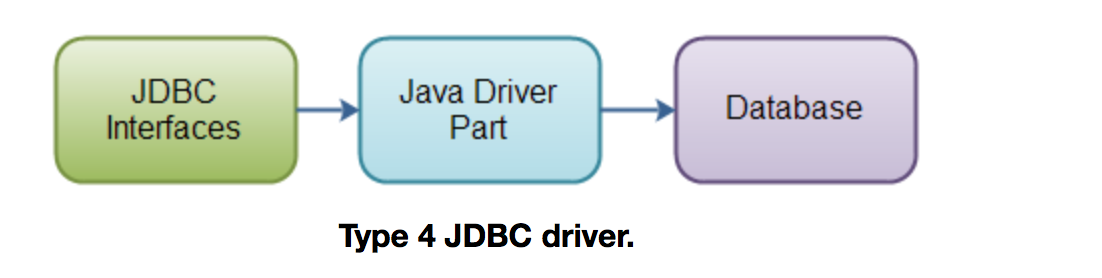 JDBC
Interfaces
Java Driver
Part
Database
Type 4 JDBC driver.